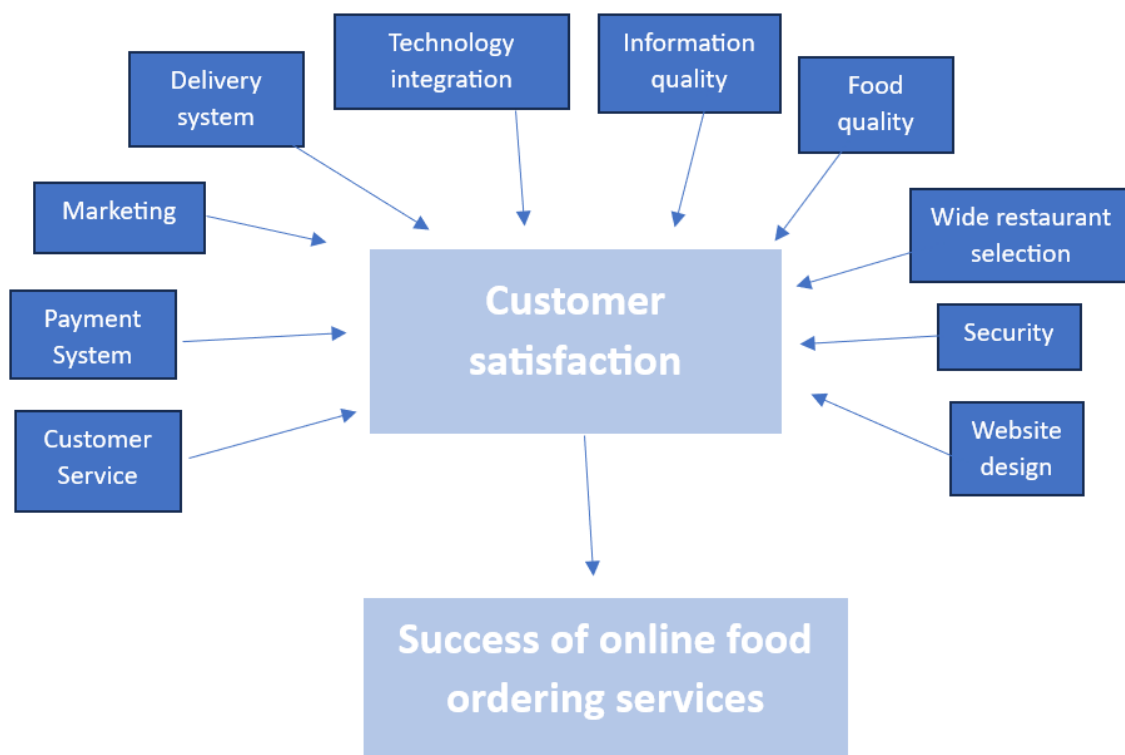 Technology
integration
Information
quality
Delivery
system
Food
quality
Marketing
Wide restaurant
selection
Payment
System
Security
Customer
satisfaction
Customer
Service
Website
design
Success of online food
ordering services